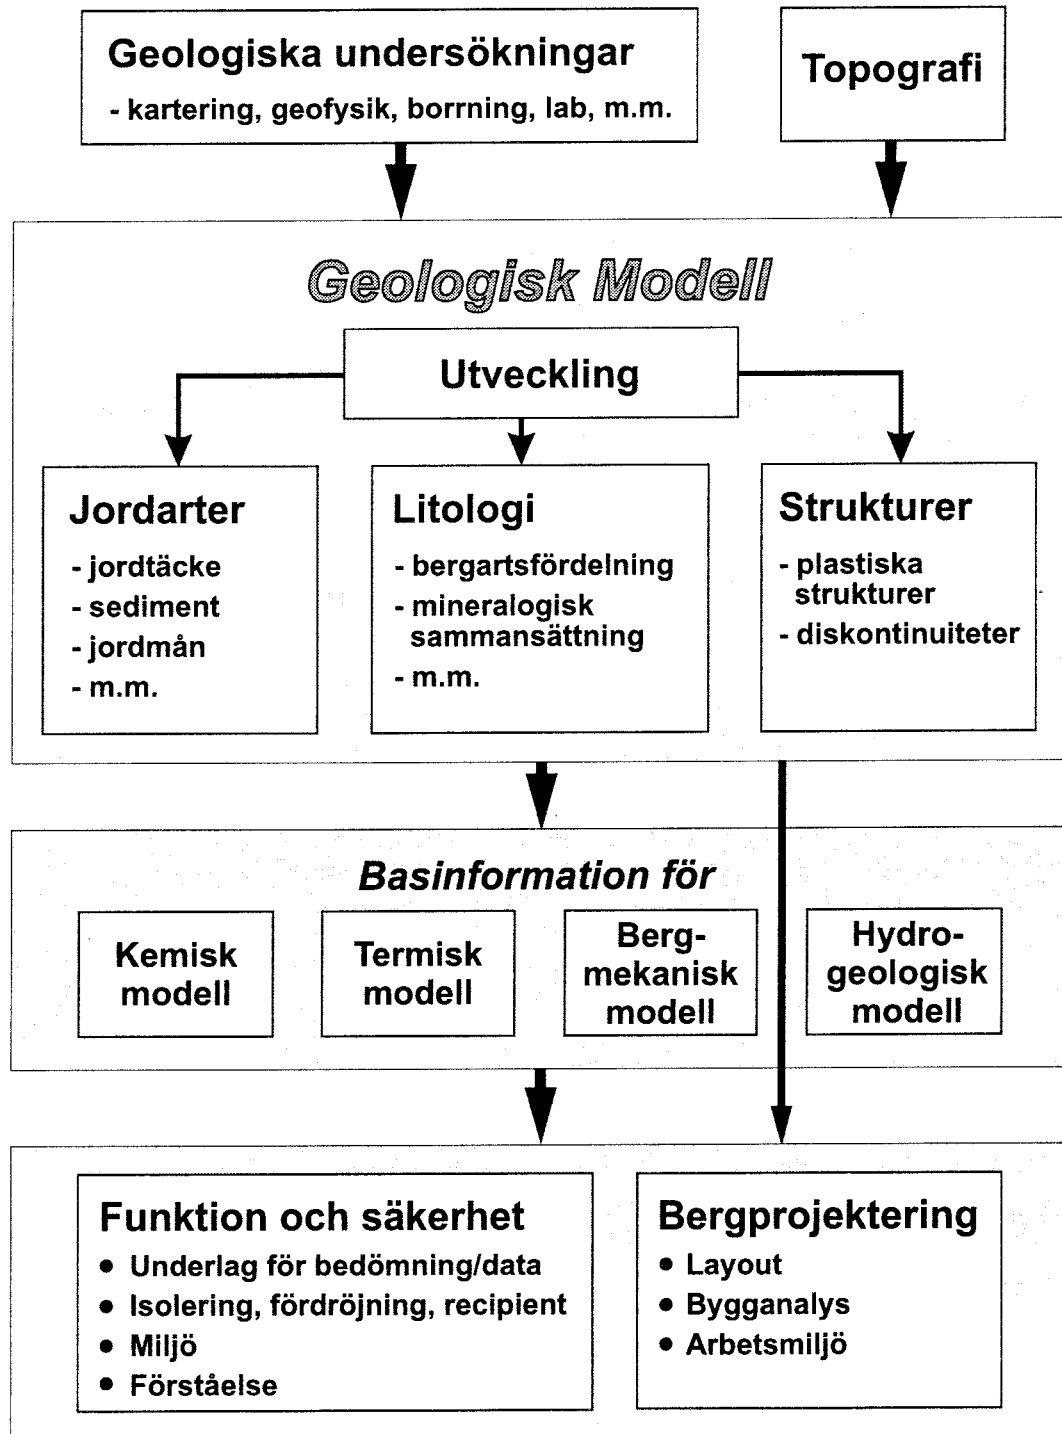 Geologiska undersökningar
- kartering, geofysik, borrning, lab, m.m.
Topografi
Geologisk Modell
Utveckling
Jordarter
- jordtäcke
- sediment
- jordmån
- m.m.
Litologi
- bergartsfördelning
- mineralogisk
sammansättning
- m.m.
Strukturer
- plastiska
strukturer
- diskontinuiteter
Basinformation för
Kemisk
modell
Termisk
modell
Berg-
mekanisk
modell
Hydro-
geologisk
modell
Funktion och säkerhet
• Underlag för bedömning/data
• Isolering, fördröjning, recipient
• Miljö
• Förståelse
Bergprojektering
• Layout
• Bygganalys
• Arbetsmiljö